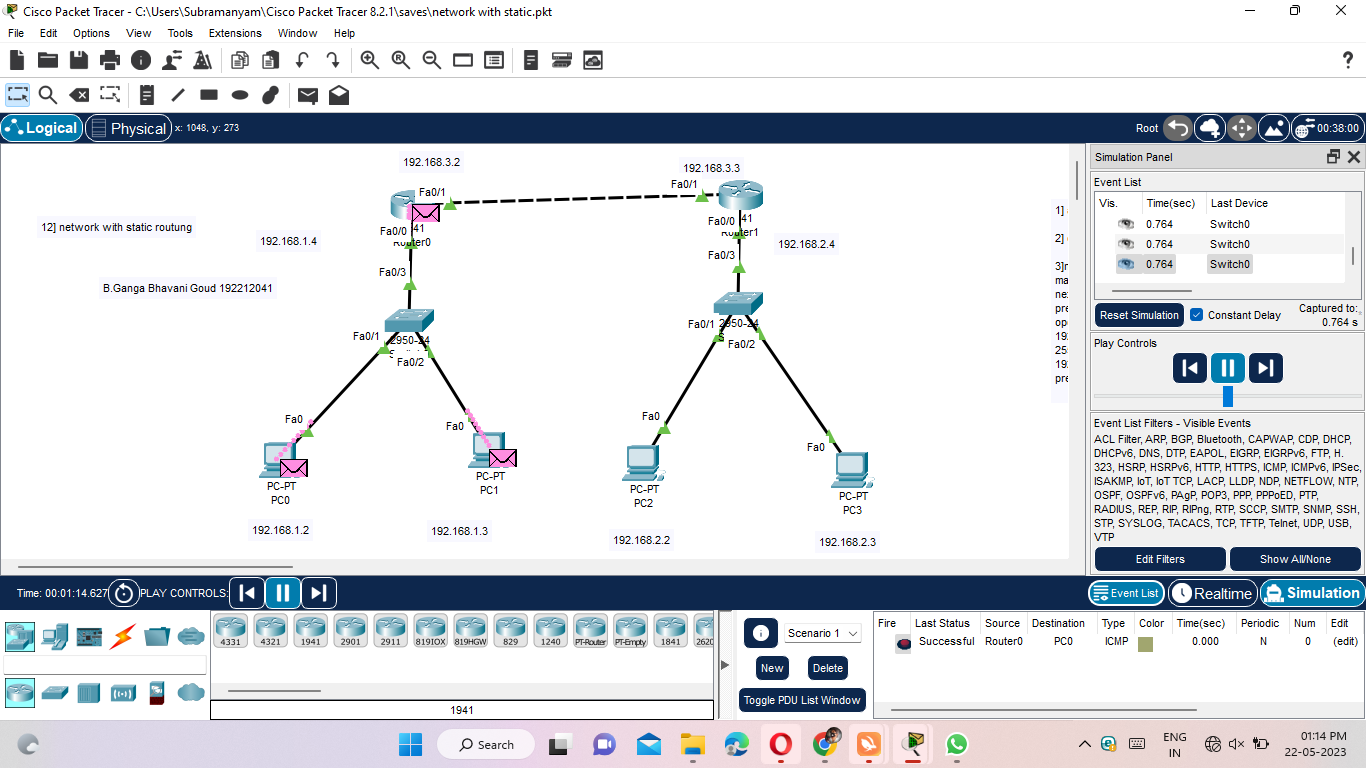 Cisco Packet Tracer - C:\Users\Subramanyam\Cisco Packet Tracer 8.2.1\saves\network with static.pkt
File Edit Options View Tools Extensions Window Help
Logical Physical x: 1048, y: 273
Root 00:38:00
192.168.3.2
192.168.3.3
Fa0/1
Fa0/1
12] network with static routung
192.168.1.4
Fa0/0 41
Router0
Fa0/0 41
Router1
192.168.2.4
Fa0/3
Fa0/3
B.Ganga Bhavani Goud 192212041
Fa0/1 2950-24
Fa0/2
Fa0/1 2950-24
Fa0/2
Fa0
Fa0
Fa0
Fa0
PC-PT
PC0
PC-PT
PC1
PC-PT
PC2
PC-PT
PC3
192.168.1.2
192.168.1.3
192.168.2.2
192.168.2.3
1]
2]
3]r
ma
ne
pre
op
19
25
19
pre
Simulation Panel
Event List
Vis. Time(sec) Last Device
0.764 Switch0
0.764 Switch0
0.764 Switch0
Reset Simulation Constant Delay Captured to:
0.764 s
Play Controls
Event List Filters - Visible Events
ACL Filter, ARP, BGP, Bluetooth, CAPWAP, CDP, DHCP,
DHCPv6, DNS, DTP, EAPOL, EIGRP, EIGRPv6, FTP, H.
323, HSRP, HSRPv6, HTTP, HTTPS, ICMP, ICMPv6, IPSec,
ISAKMP, IoT, IoT TCP, LACP, LLDP, NDP, NETFLOW, NTP,
OSPF, OSPFv6, PAgP, POP3, PPP, PPPoED, PTP,
RADIUS, REP, RIP, RIPng, RTP, SCCP, SMTP, SNMP, SSH,
STP, SYSLOG, TACACS, TCP, TFTP, Telnet, UDP, USB,
VTP
Edit Filters Show All/None
Time: 00:01:14.627 PLAY CONTROLS:
Event List Realtime Simulation
4331 4321 1941 2901 2911 819IOX 819HGW 829 1240 PT-Router PT-Empty 1841 2620
1941
Scenario 1
New Delete
Toggle PDU List Window
Fire Last Status Source Destination Type Color Time(sec) Periodic Num Edit
Successful Router0 PC0 ICMP 0.000 N 0 (edit)
Search
ENG
IN
01:14 PM
22-05-2023